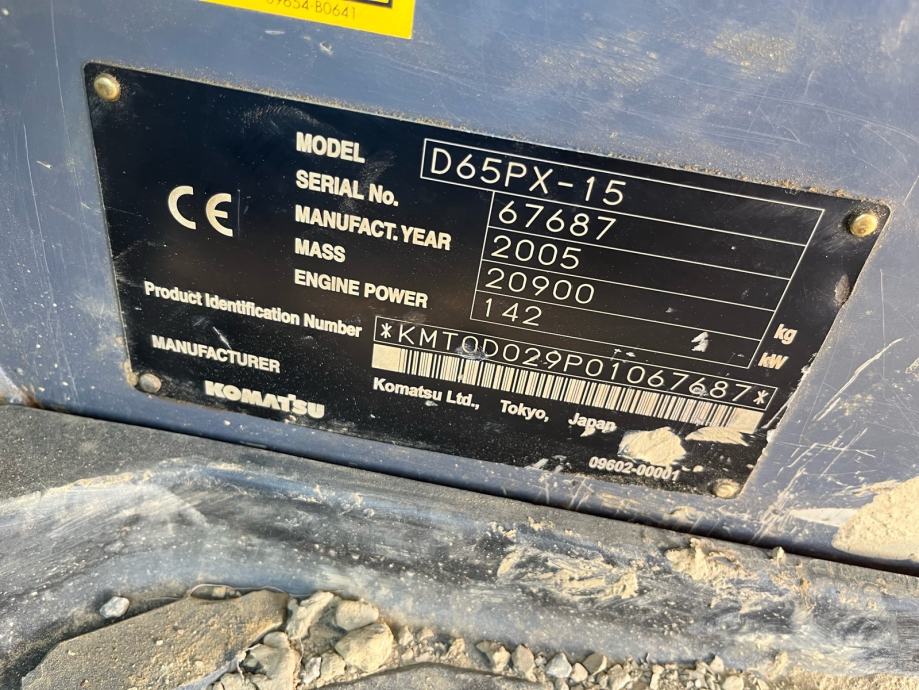 09654-B0641
MODEL D65PX-15
SERIAL No. 67687
MANUFACT. YEAR 2005
MASS 20900 kg
ENGINE POWER 142 kW
CE
Product Identification Number *KMT0D029P01067687*
MANUFACTURER Komatsu Ltd., Tokyo, Japan
KOMATSU
09602-00001